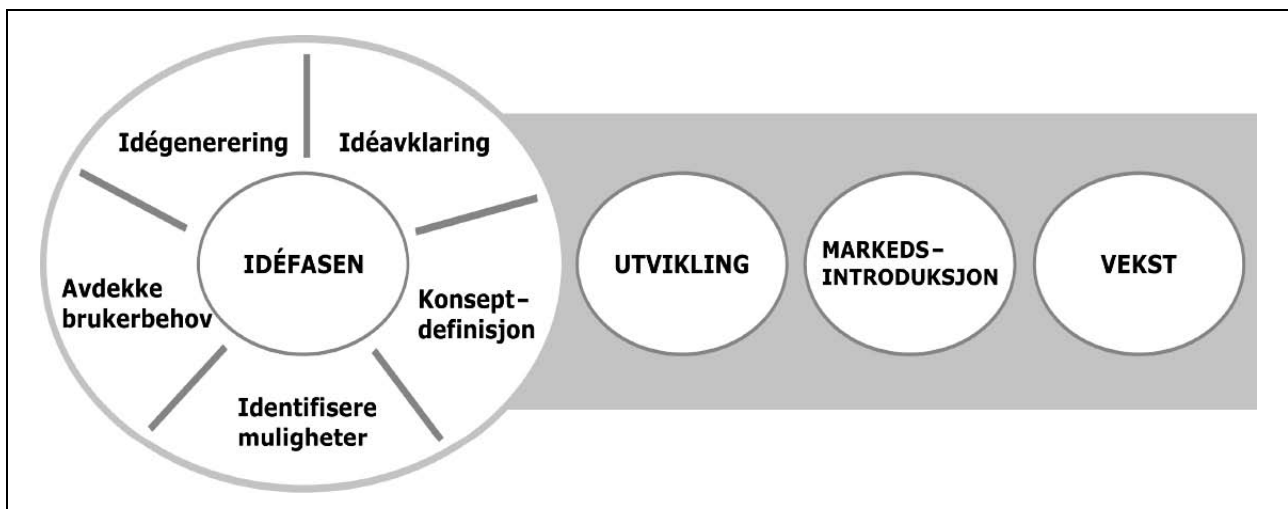 Idégenerering
Idéavklaring
IDÉFASEN
Avdekke
brukerbehov
Konsept-
definisjon
Identifisere
muligheter
UTVIKLING
MARKEDS-
INTRODUKSJON
VEKST